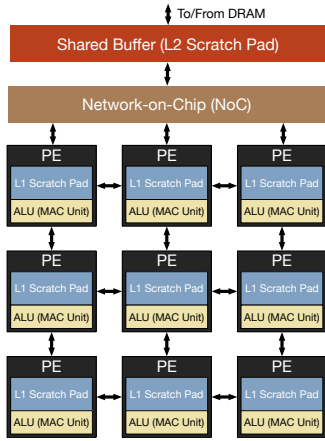 To/From DRAM
Shared Buffer (L2 Scratch Pad)
Network-on-Chip (NoC)
PE PE PE
L1 Scratch Pad L1 Scratch Pad L1 Scratch Pad
ALU (MAC Unit) ALU (MAC Unit) ALU (MAC Unit)
PE PE PE
L1 Scratch Pad L1 Scratch Pad L1 Scratch Pad
ALU (MAC Unit) ALU (MAC Unit) ALU (MAC Unit)
PE PE PE
L1 Scratch Pad L1 Scratch Pad L1 Scratch Pad
ALU (MAC Unit) ALU (MAC Unit) ALU (MAC Unit)